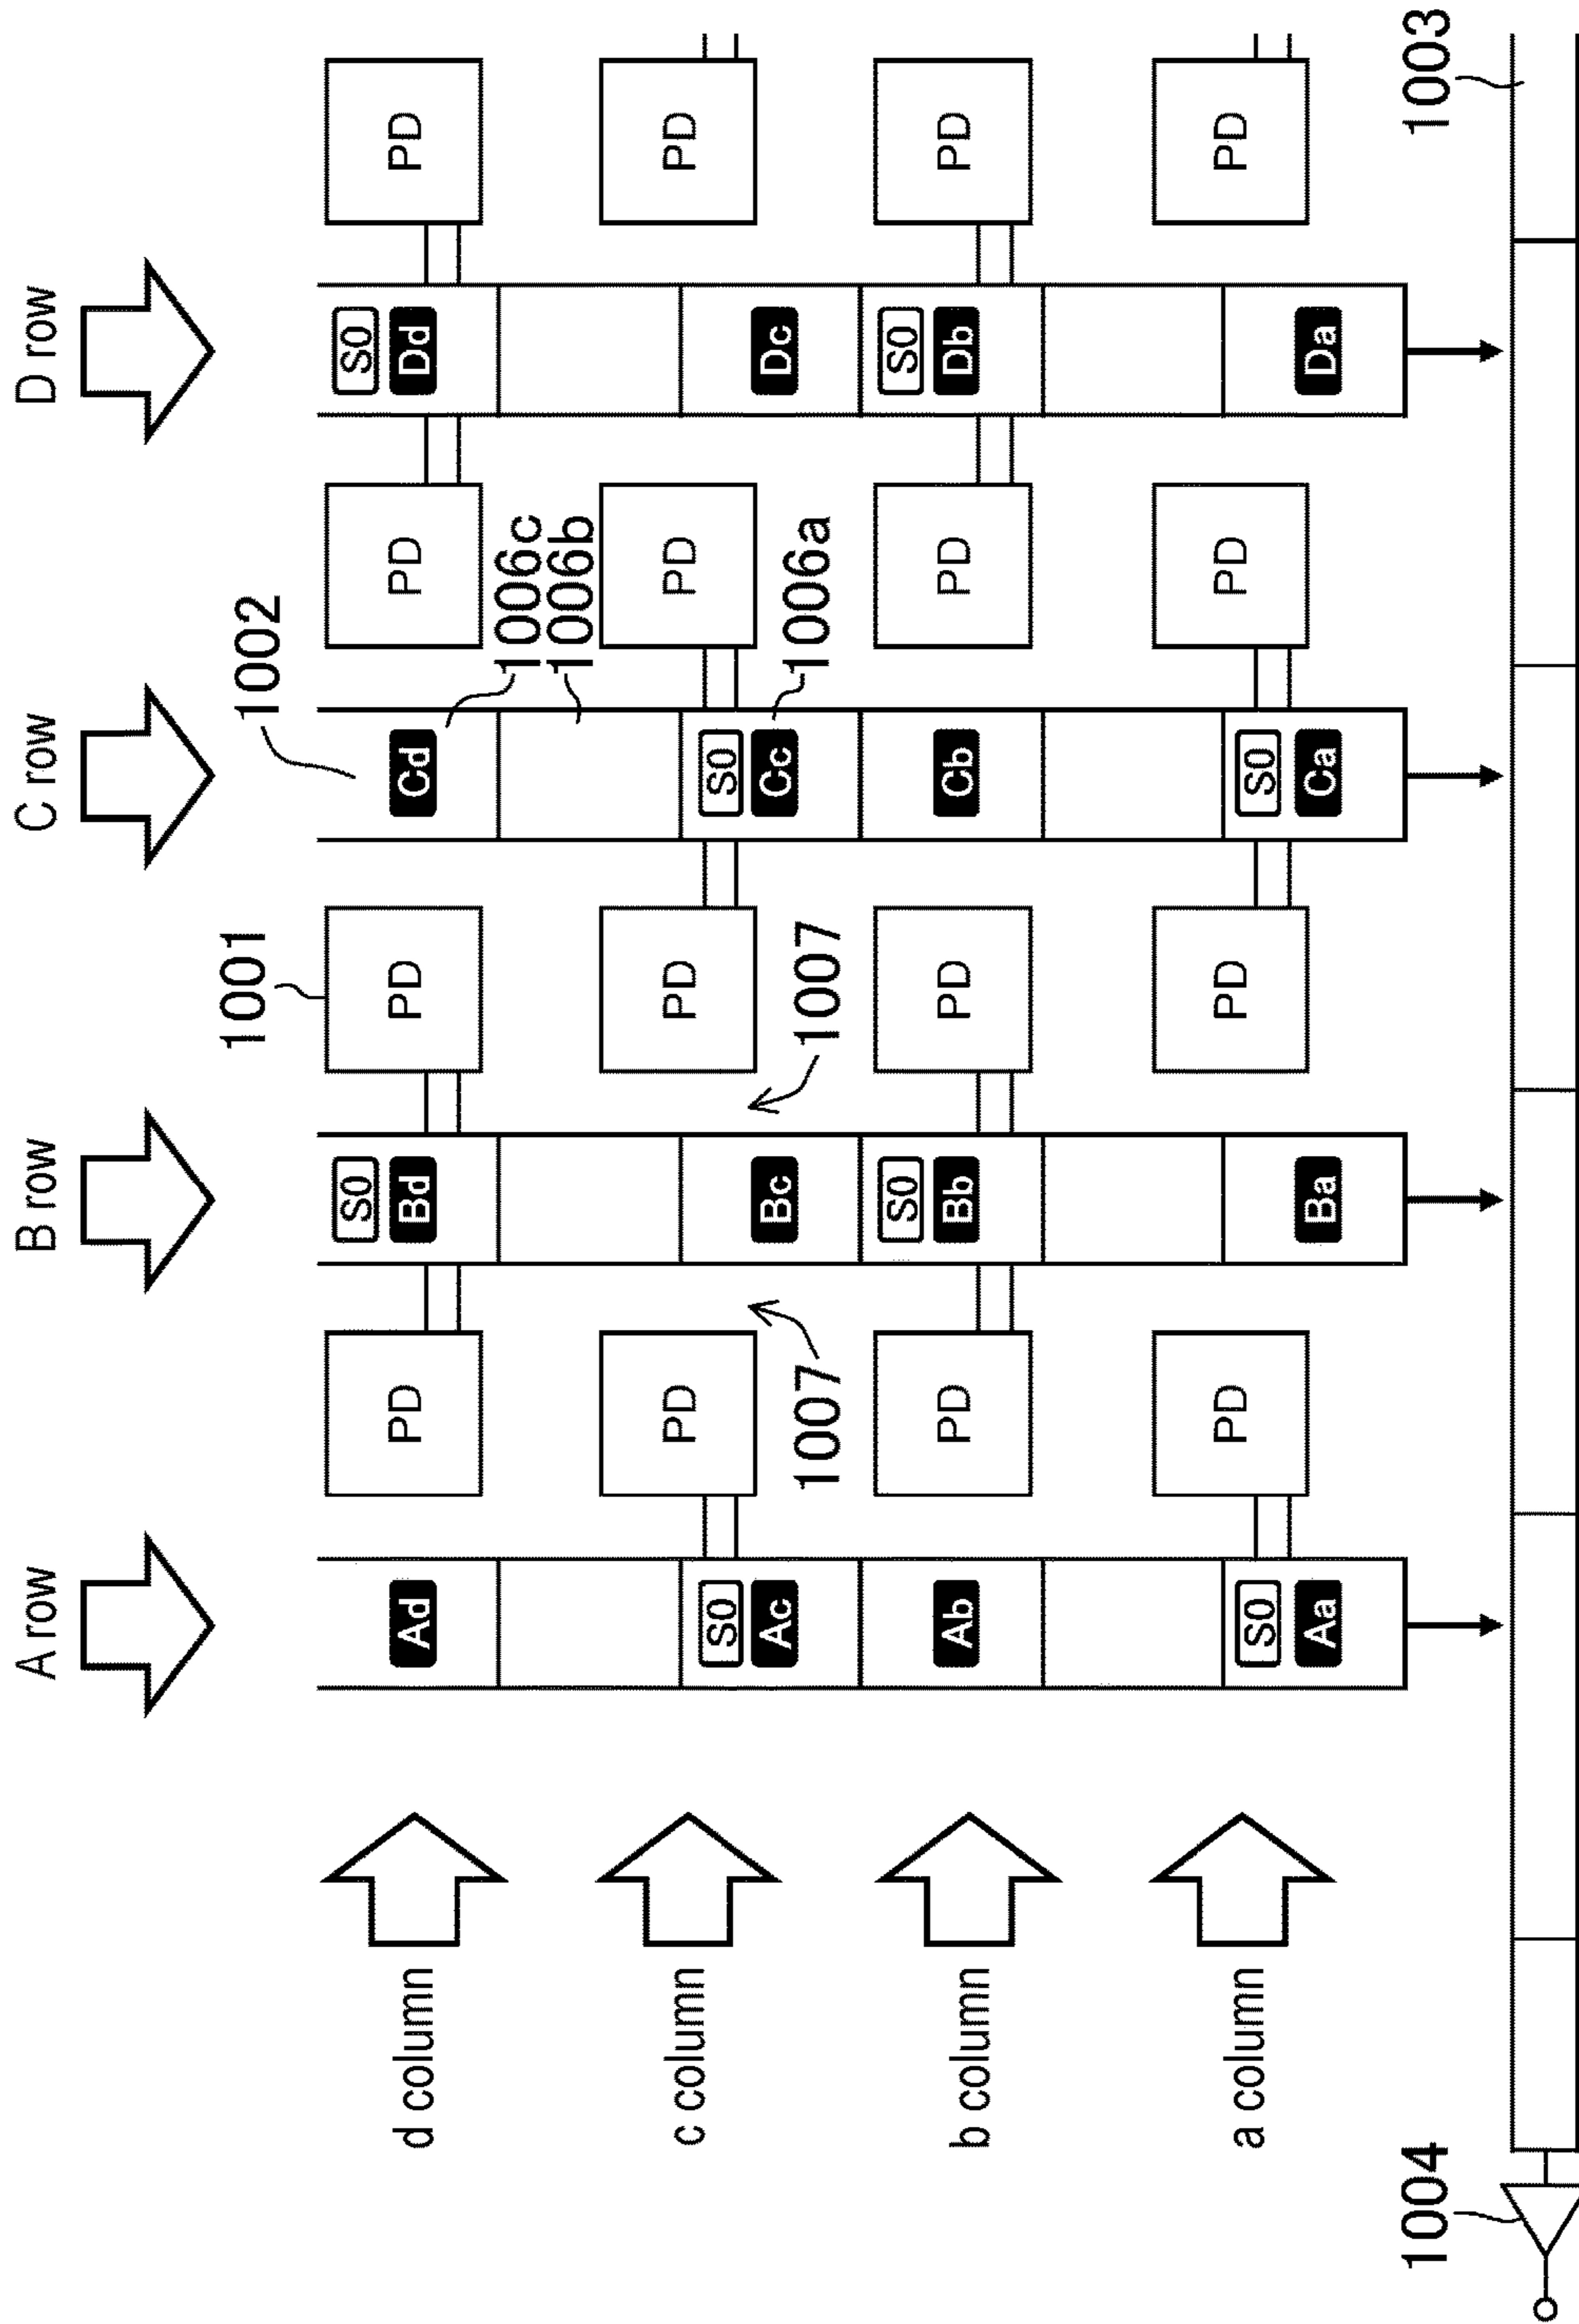 A row B row C row D row
1001 1002
S0 S0
d column Ad PD Bd PD Cd PD Dd PD
1006c
1006b
c column PD PD PD PD
S0 S0
Ac Bc Cc Dc
1007 1007 1006a
S0 S0
b column Ab PD Bb PD Cb PD Db PD
a column PD PD PD PD
S0 S0
Aa Ba Ca Da
1004 1003